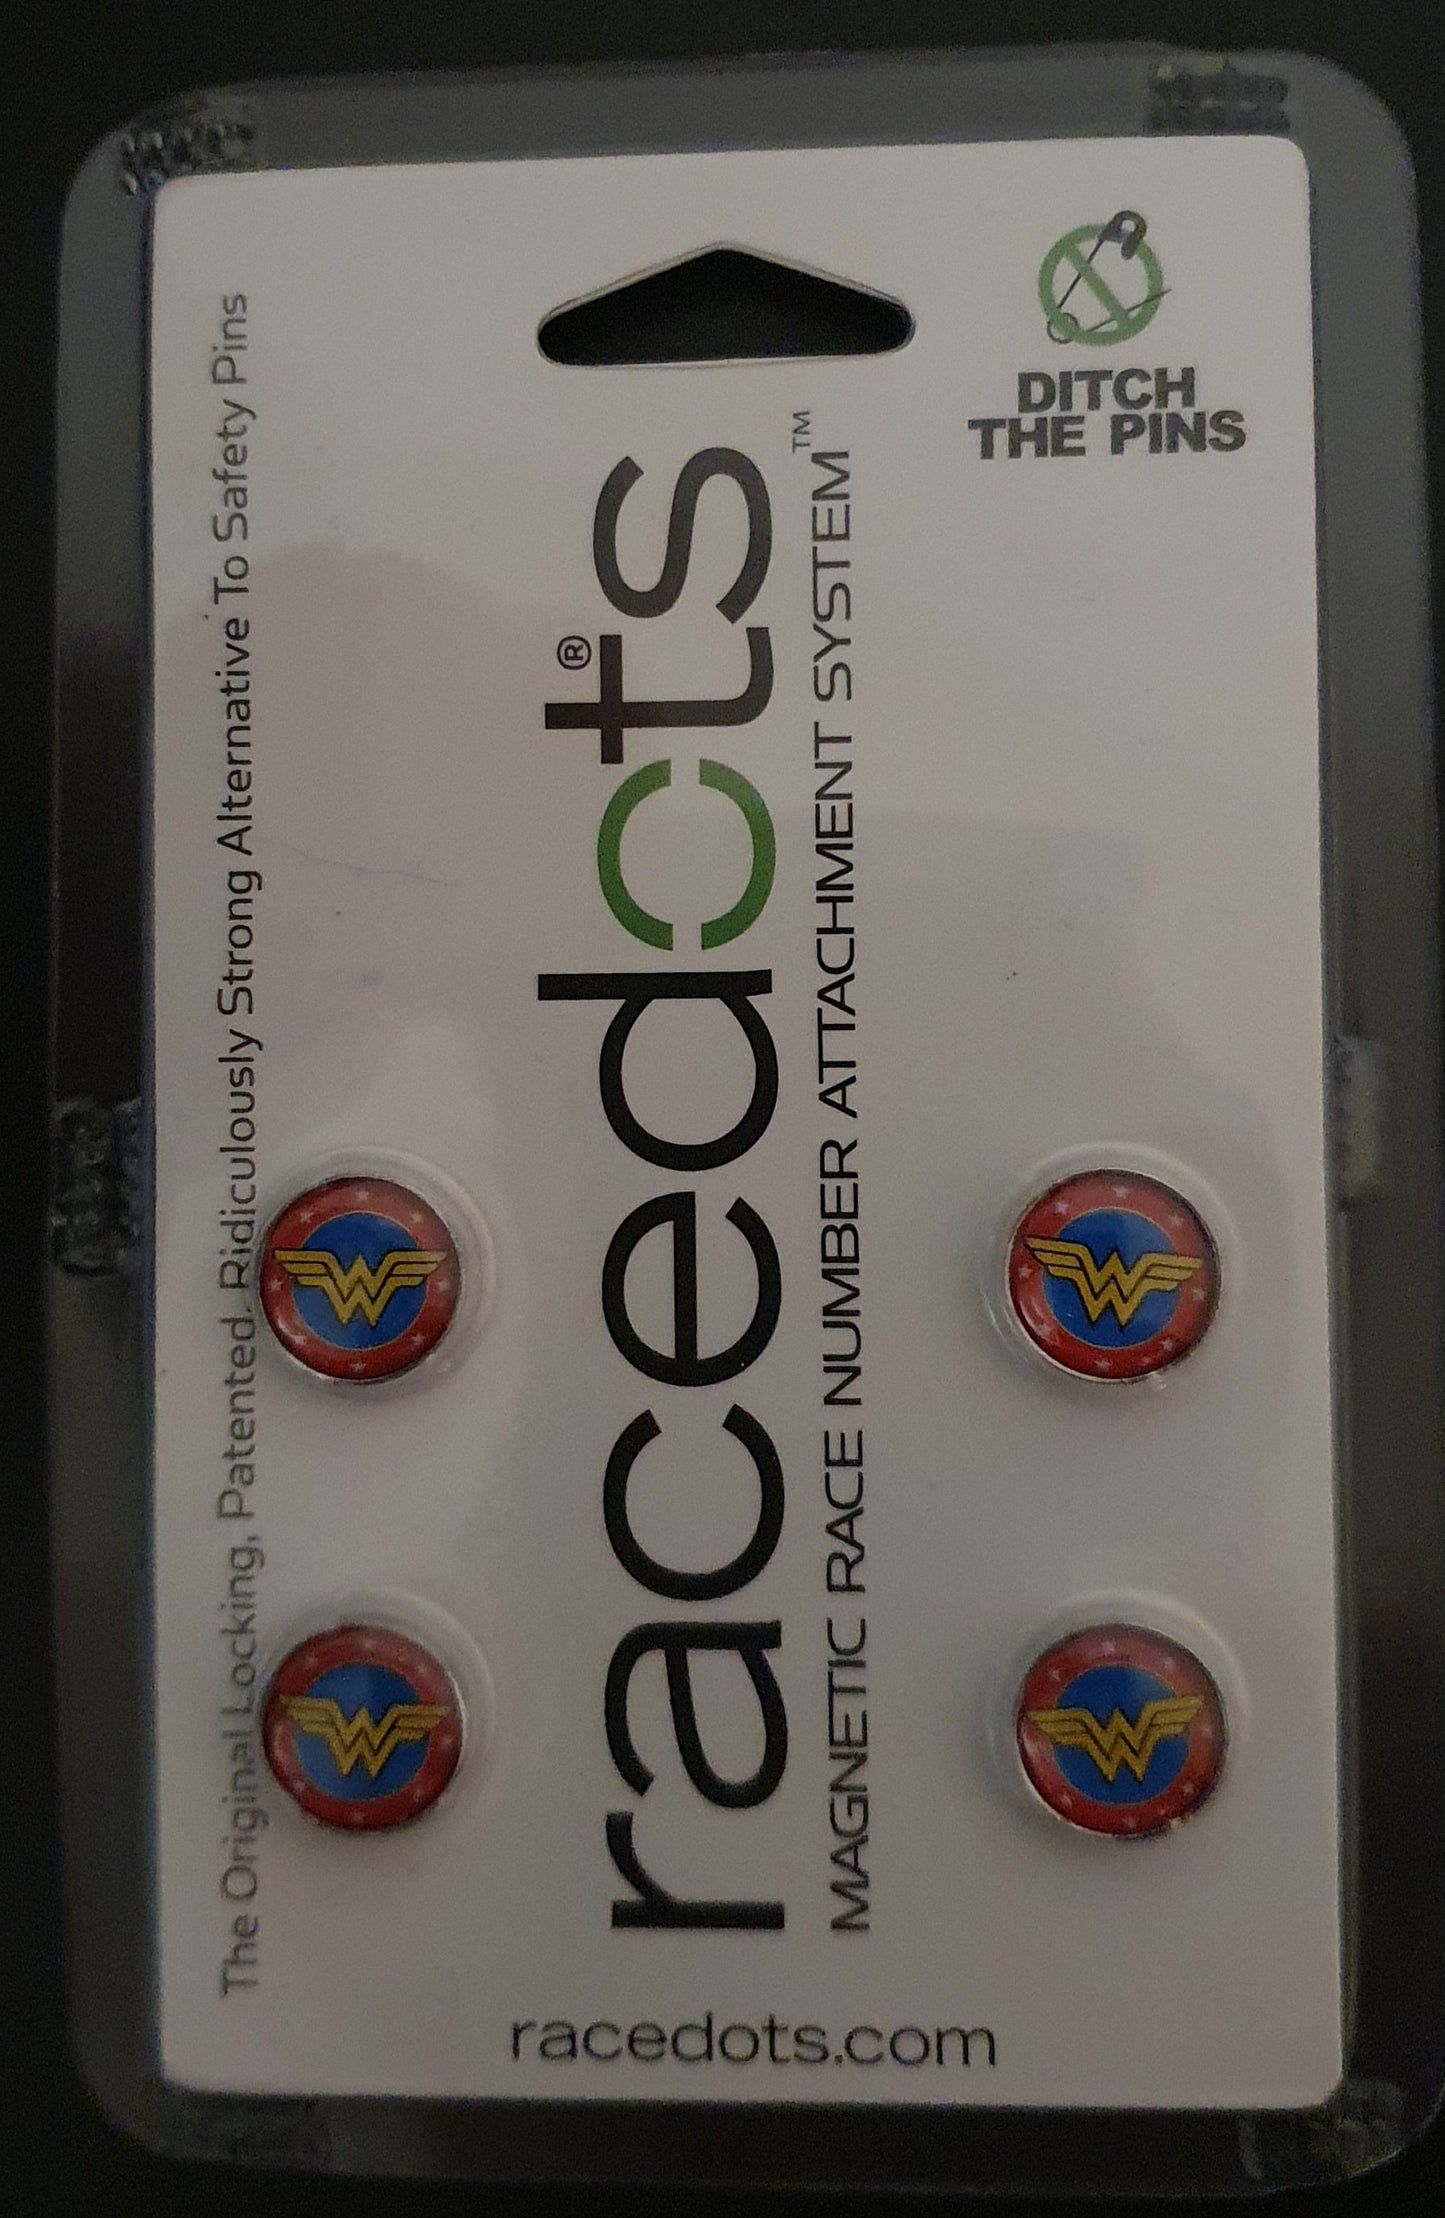 The Original Locking, Patented. Ridiculously Strong Alternative To Safety Pins
racedots®
MAGNETIC RACE NUMBER ATTACHMENT SYSTEM™
DITCH
THE PINS
racedots.com
W
W
W
W